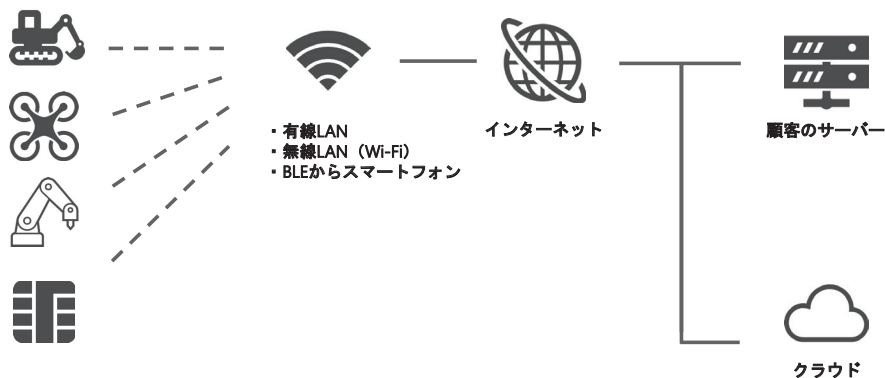 ・有線LAN
・無線LAN（Wi-Fi）
・BLEからスマートフォン
インターネット
顧客のサーバー
クラウド